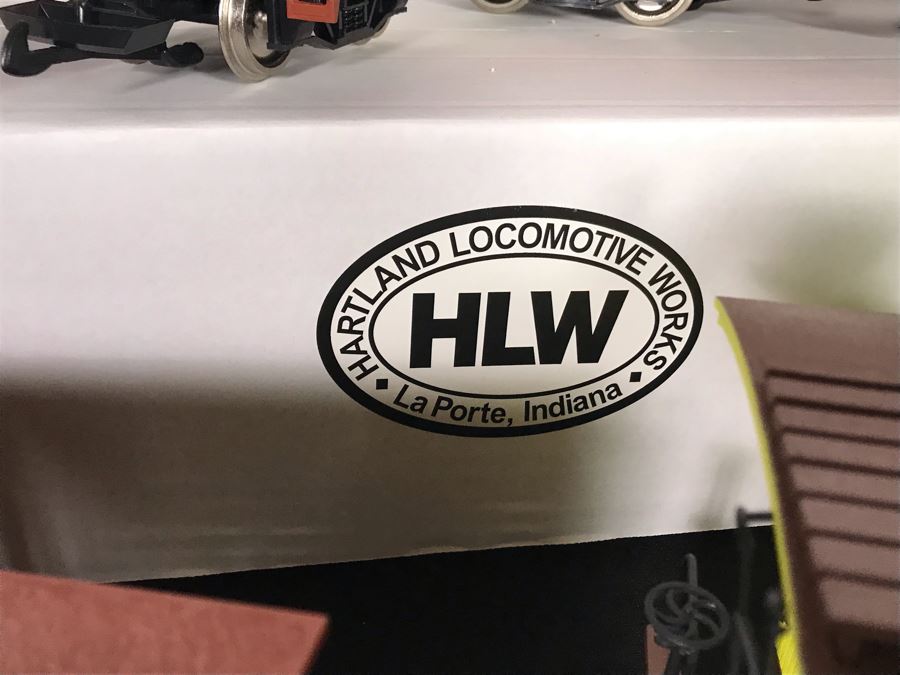 HARTLAND LOCOMOTIVE WORKS
HLW
La Porte, Indiana